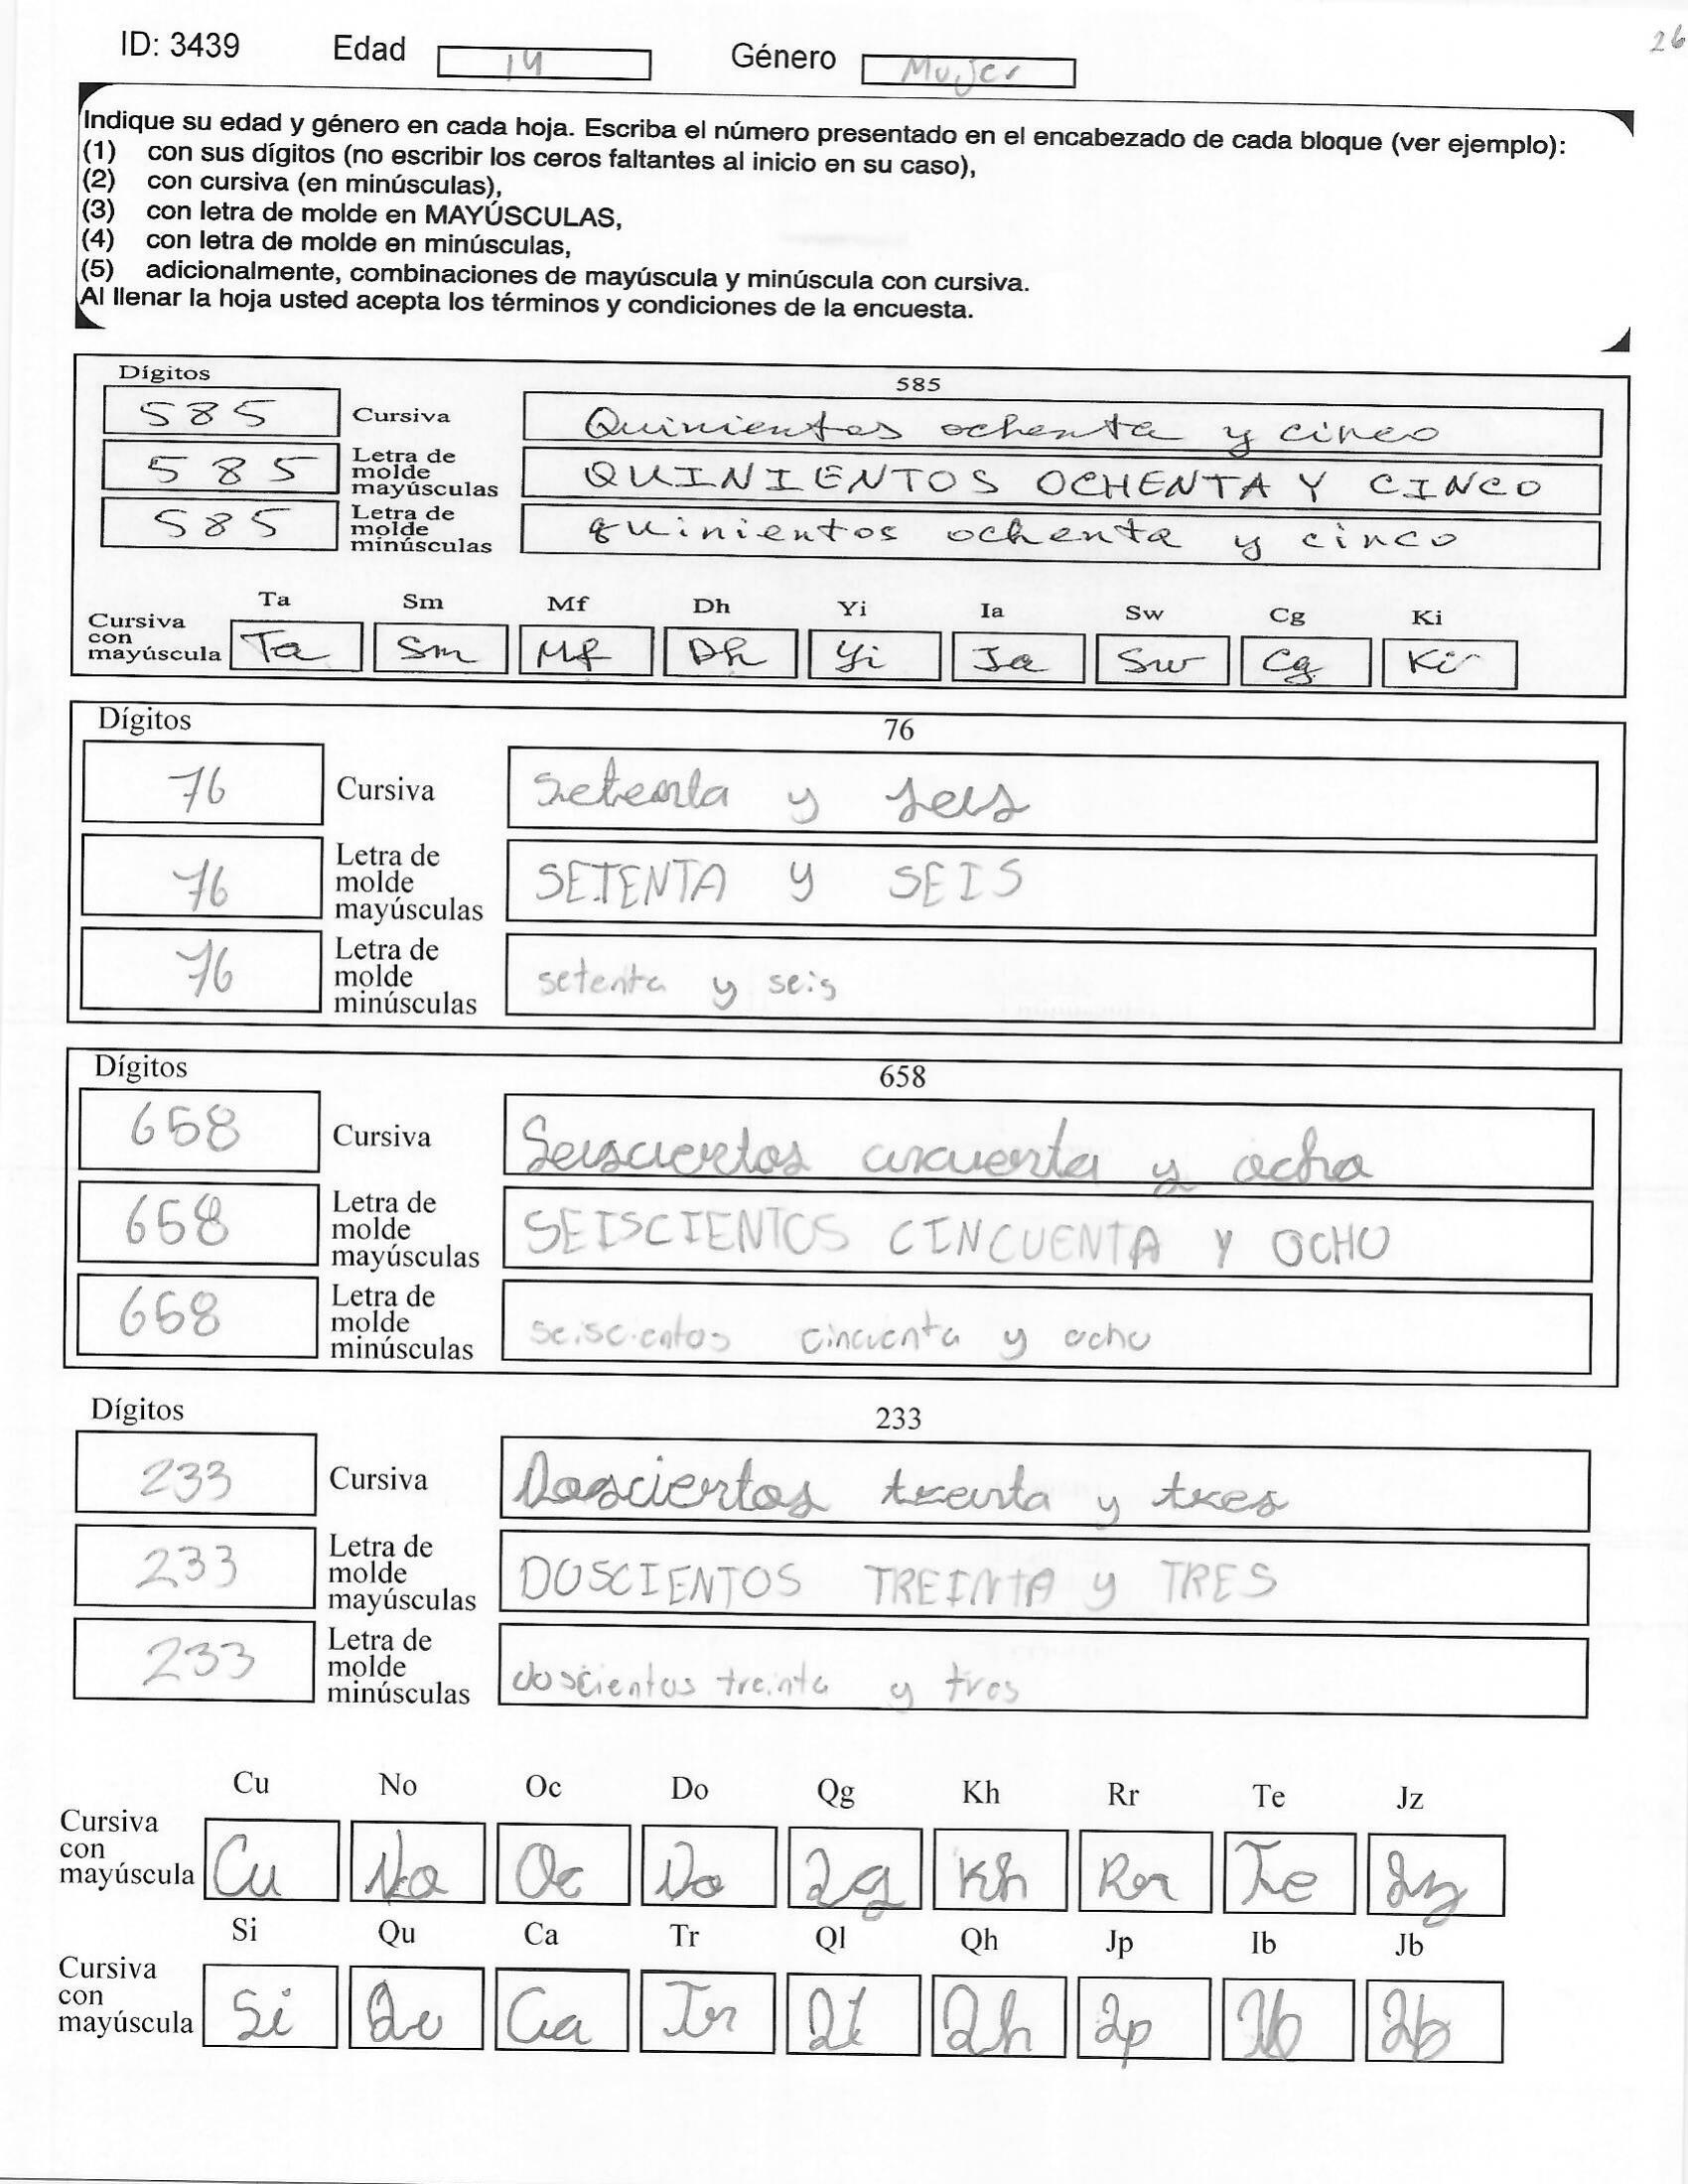 ID: 3439 Edad 14 Género Mujer 26
Indique su edad y género en cada hoja. Escriba el número presentado en el encabezado de cada bloque (ver ejemplo):
(1) con sus dígitos (no escribir los ceros faltantes al inicio en su caso),
(2) con cursiva (en minúsculas),
(3) con letra de molde en MAYÚSCULAS,
(4) con letra de molde en minúsculas,
(5) adicionalmente, combinaciones de mayúscula y minúscula con cursiva.
Al llenar la hoja usted acepta los términos y condiciones de la encuesta.
Dígitos 585
585 Cursiva Quinientos ochenta y cinco
585 Letra de molde mayúsculas QUINIENTOS OCHENTA Y CINCO
585 Letra de molde minúsculas quinientos ochenta y cinco
Ta Sm Mf Dh Yi Ia Sw Cg Ki
Cursiva con mayúscula Ta Sm Mf Dh Yi Ia Sw Cg Ki
Dígitos 76
76 Cursiva Setenta y seis
76 Letra de molde mayúsculas SETENTA y SEIS
76 Letra de molde minúsculas setenta y seis
Dígitos 658
658 Cursiva Seiscientos cincuenta y ocho
658 Letra de molde mayúsculas SEISCIENTOS CINCUENTA Y OCHO
658 Letra de molde minúsculas seiscientos cincuenta y ocho
Dígitos 233
233 Cursiva Doscientos treinta y tres
233 Letra de molde mayúsculas DOSCIENTOS TREINTA y TRES
233 Letra de molde minúsculas doscientos treinta y tres
Cu No Oc Do Qg Kh Rr Te Jz
Cursiva con mayúscula Cu No Oc Do Qg Kh Rr Te Jz
Si Qu Ca Tr Ql Qh Jp Ib Jb
Cursiva con mayúscula Si Qu Ca Tr Ql Qh Jp Ib Jb